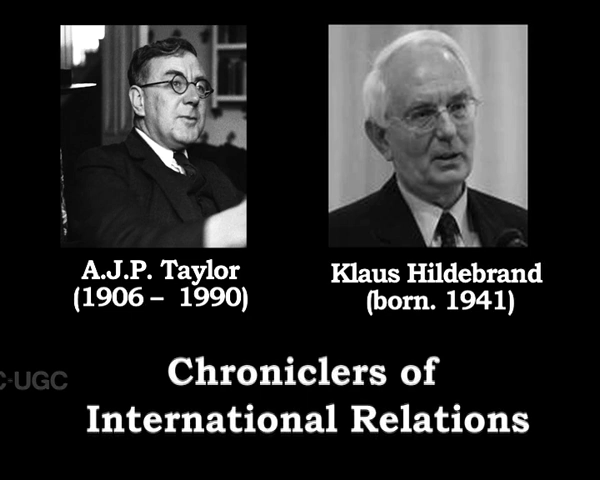 A.J.P. Taylor
(1906 – 1990)
Klaus Hildebrand
(born. 1941)
Chroniclers of
International Relations
C-UGC